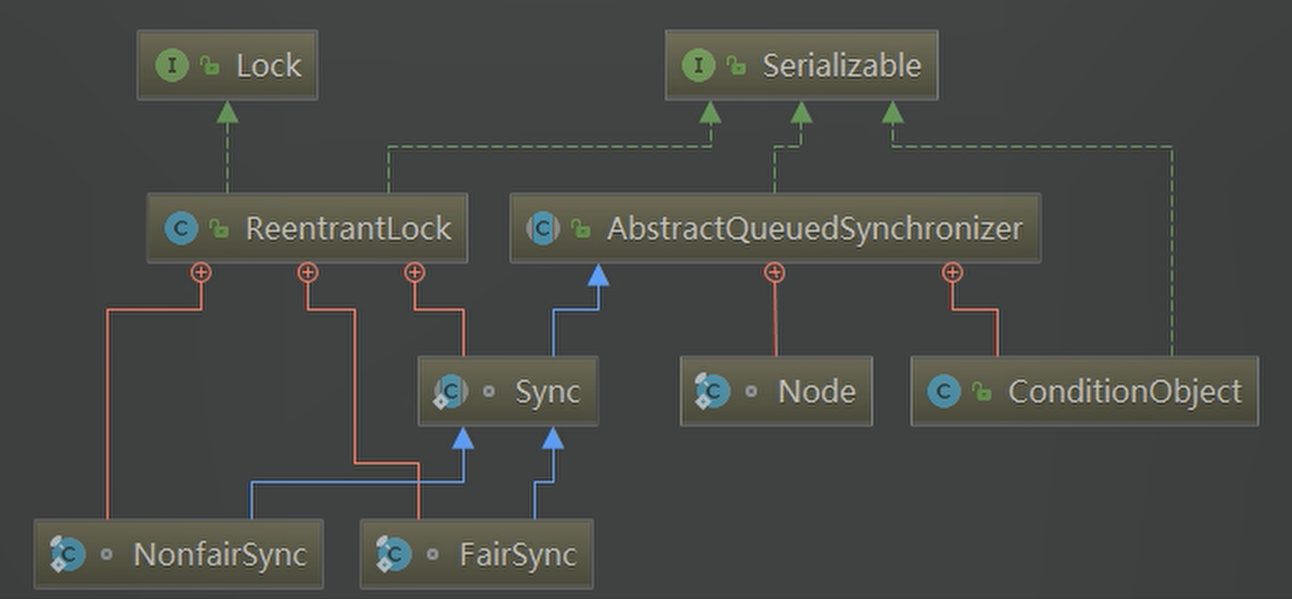 I Lock
I Serializable
C ReentrantLock
C AbstractQueuedSynchronizer
C Sync
C Node
C ConditionObject
C NonfairSync
C FairSync